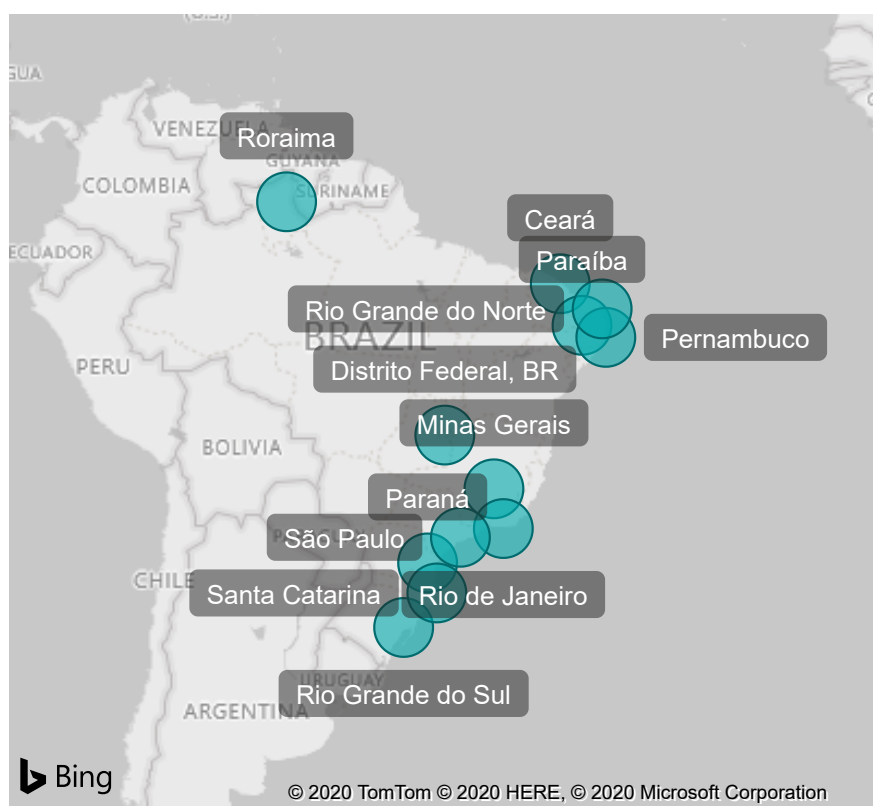 (U.S.)
GUA
VENEZUELA
Roraima
GUYANA
COLOMBIA
SURINAME
Ceará
ECUADOR
Paraíba
Rio Grande do Norte
BRAZIL
Pernambuco
PERU
Distrito Federal, BR
Minas Gerais
BOLIVIA
Paraná
São Paulo
PARAGUAY
CHILE
Santa Catarina
Rio de Janeiro
URUGUAY
Rio Grande do Sul
ARGENTINA
Bing
© 2020 TomTom © 2020 HERE, © 2020 Microsoft Corporation